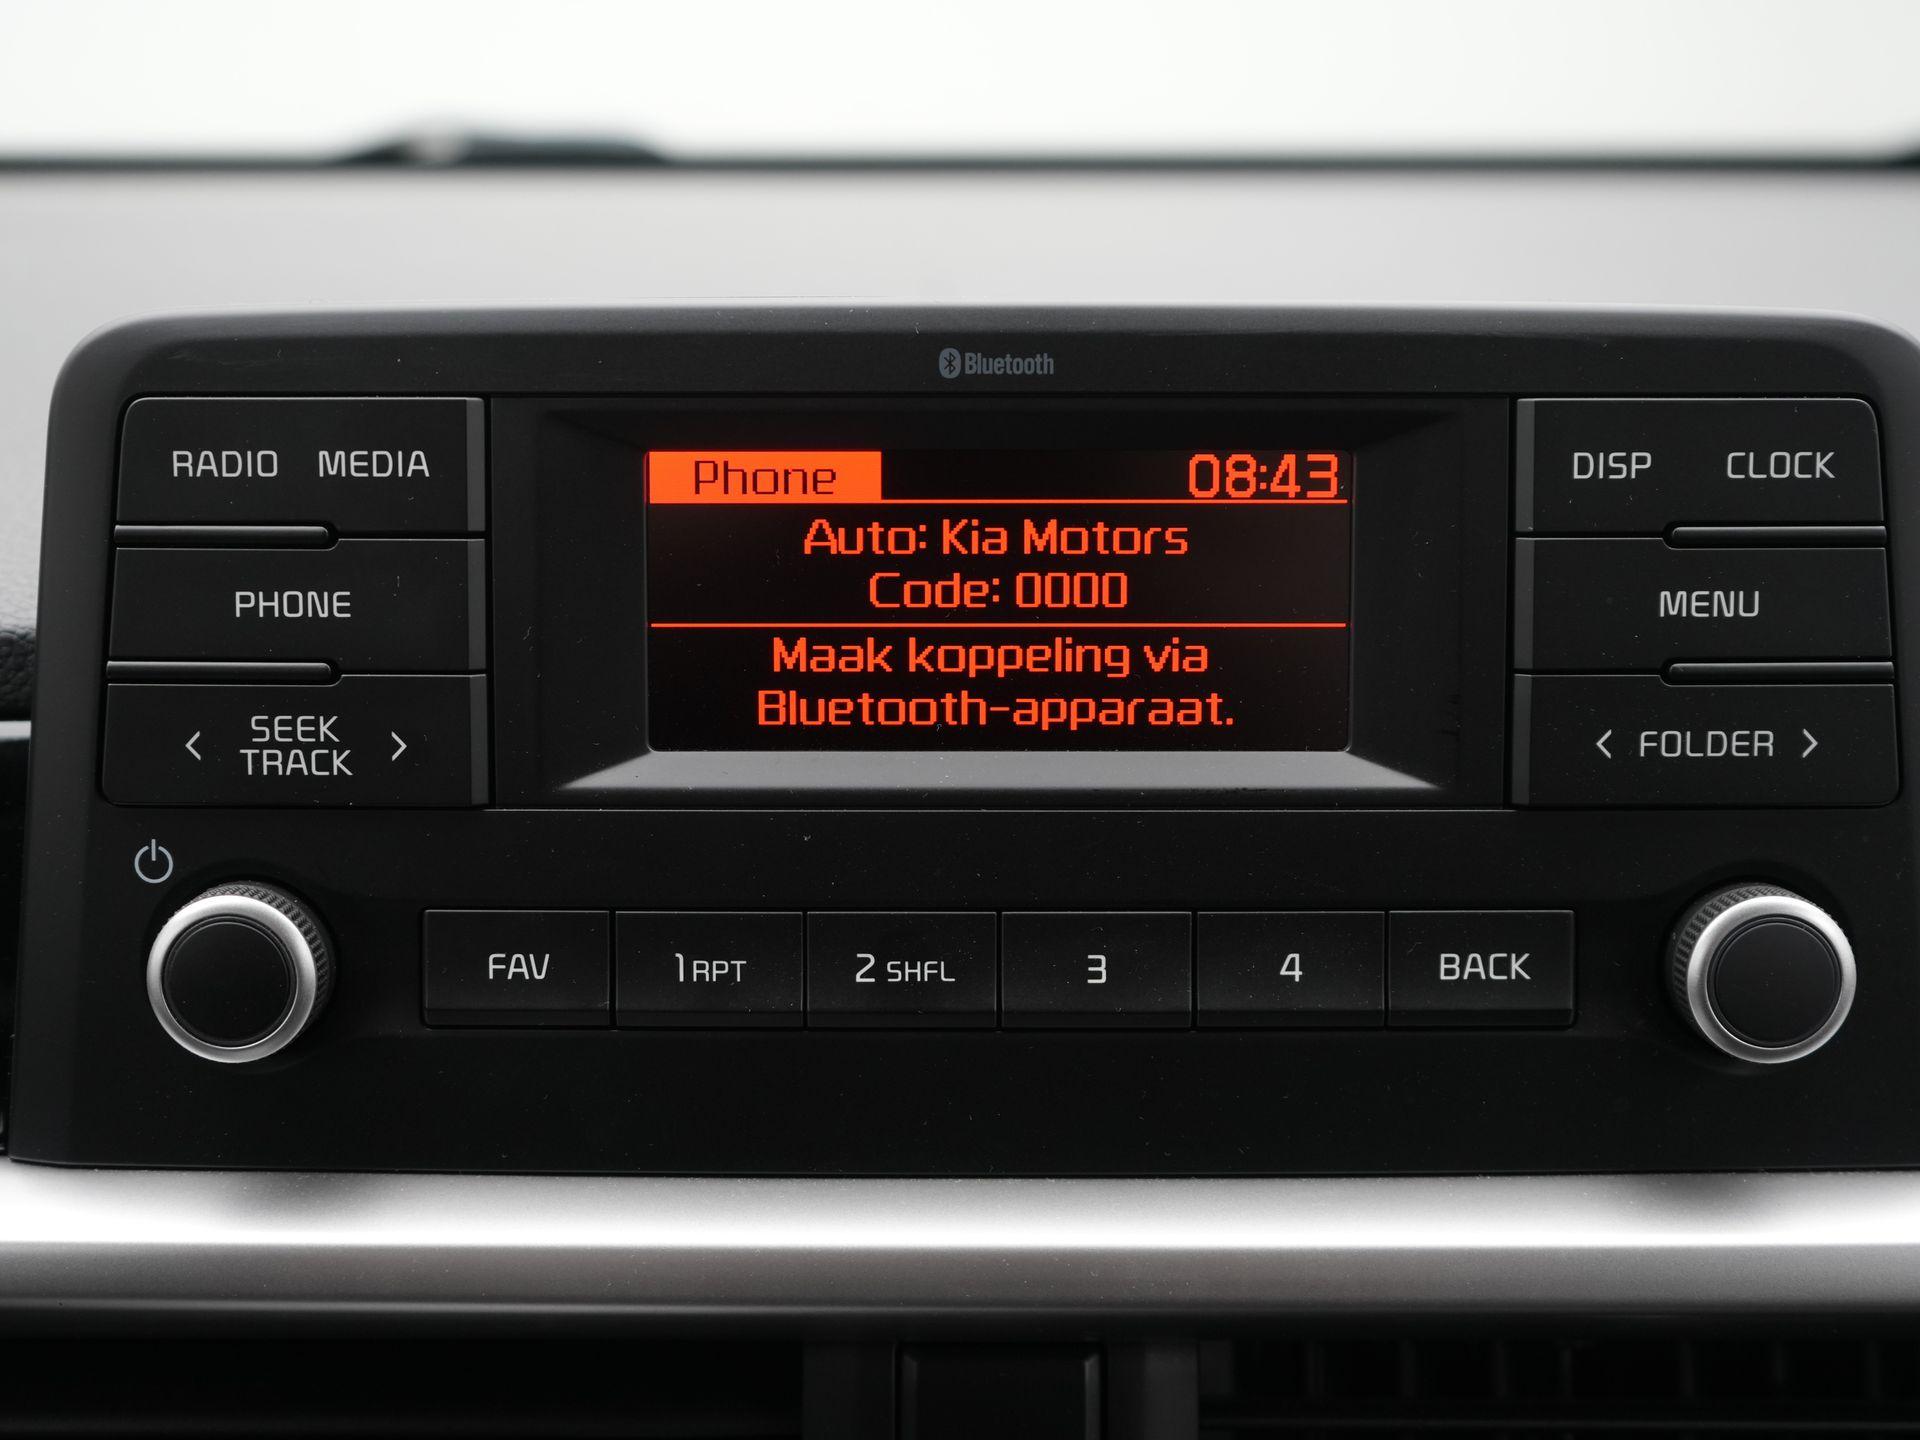 Bluetooth
RADIO MEDIA
PHONE
< SEEK TRACK >
Phone 08:43
Auto: Kia Motors
Code: 0000
Maak koppeling via
Bluetooth-apparaat.
DISP CLOCK
MENU
< FOLDER >
FAV 1 RPT 2 SHFL 3 4 BACK